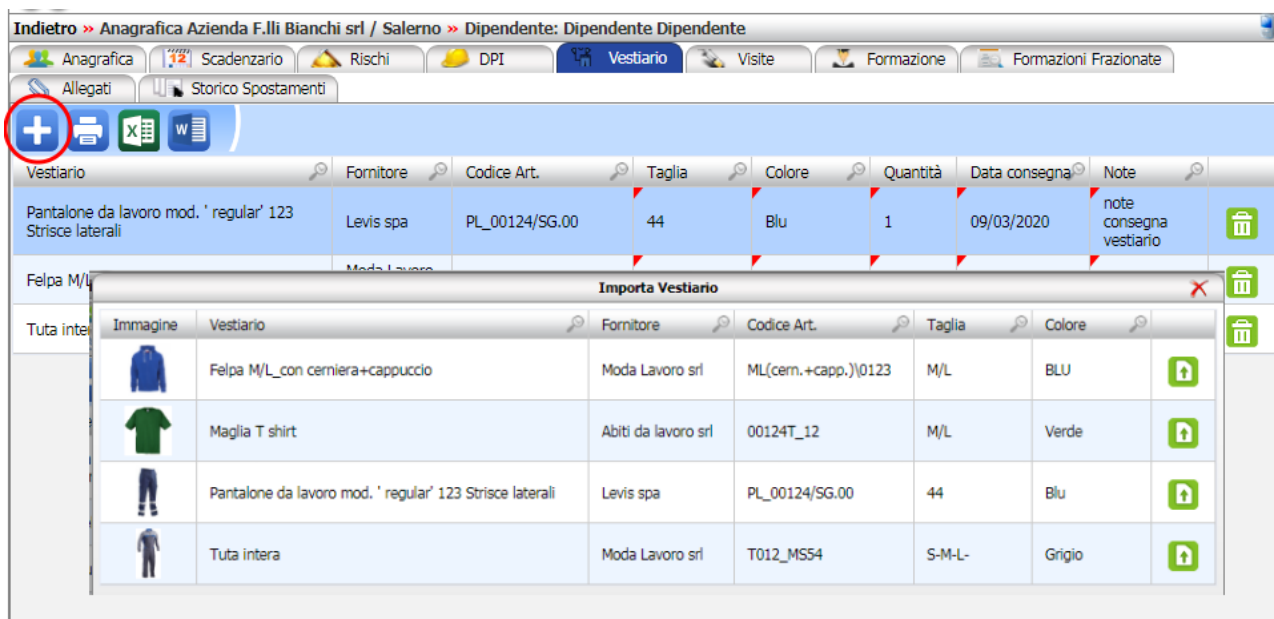 Indietro » Anagrafica Azienda F.lli Bianchi srl / Salerno » Dipendente: Dipendente Dipendente
Anagrafica 12 Scadenzario Rischi DPI Vestiario Visite Formazione Formazioni Frazionate
Allegati Storico Spostamenti
Vestiario Fornitore Codice Art. Taglia Colore Quantità Data consegna Note
Pantalone da lavoro mod. ' regular' 123
Strisce laterali
Levis spa PL_00124/SG.00 44 Blu 1 09/03/2020
note
consegna
vestiario
Felpa M/L
Moda Lavoro
Tuta inte
Importa Vestiario
Immagine Vestiario Fornitore Codice Art. Taglia Colore
Felpa M/L_con cerniera+cappuccio Moda Lavoro srl ML(cern.+capp.)\0123 M/L BLU
Maglia T shirt Abiti da lavoro srl 00124T_12 M/L Verde
Pantalone da lavoro mod. ' regular' 123 Strisce laterali Levis spa PL_00124/SG.00 44 Blu
Tuta intera Moda Lavoro srl T012_MS54 S-M-L- Grigio